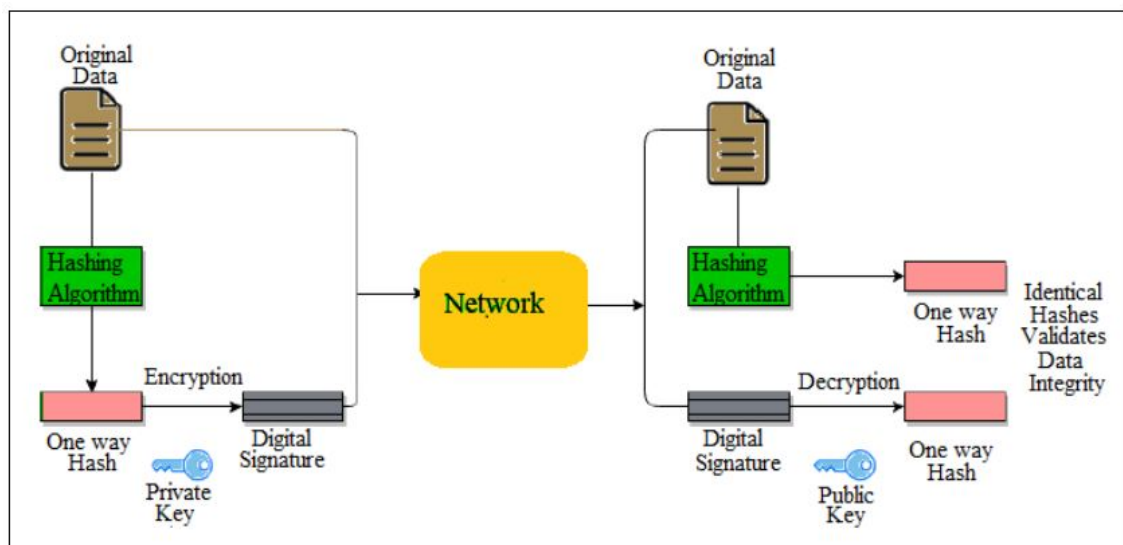 Original
Data
Hashing
Algorithm
Encryption
One way
Hash
Digital
Signature
Private
Key
Network
Original
Data
Hashing
Algorithm
One way
Hash
Identical
Hashes
Validates
Data
Integrity
Decryption
Digital
Signature
One way
Hash
Public
Key